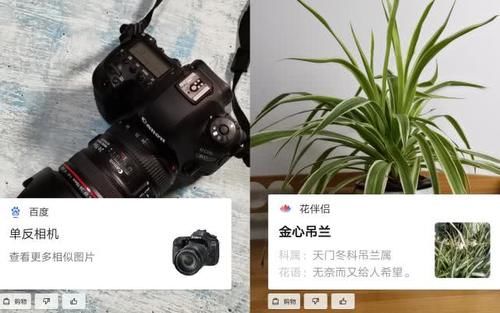 Canon
EOS
百度
单反相机
查看更多相似图片
购物
花伴侣
金心吊兰
科属：天门冬科吊兰属
花语：无奈而又给人希望。
购物